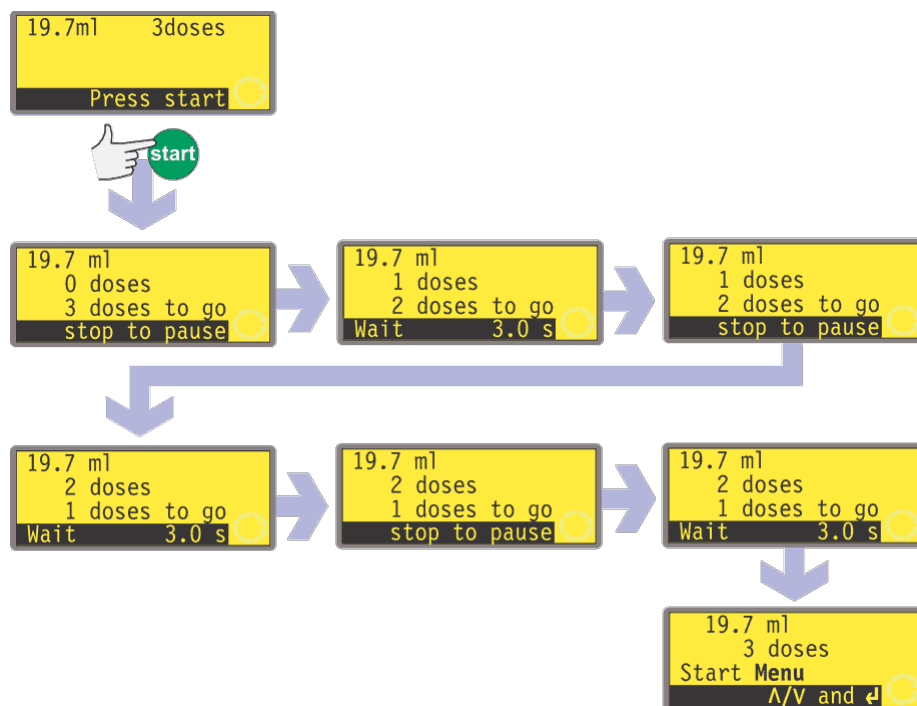 19.7ml 3doses
Press start
start
19.7 ml
0 doses
3 doses to go
stop to pause
19.7 ml
1 doses
2 doses to go
Wait 3.0 s
19.7 ml
1 doses
2 doses to go
stop to pause
19.7 ml
2 doses
1 doses to go
Wait 3.0 s
19.7 ml
2 doses
1 doses to go
stop to pause
19.7 ml
2 doses
1 doses to go
Wait 3.0 s
19.7 ml
3 doses
Start Menu
Λ/V and ↲